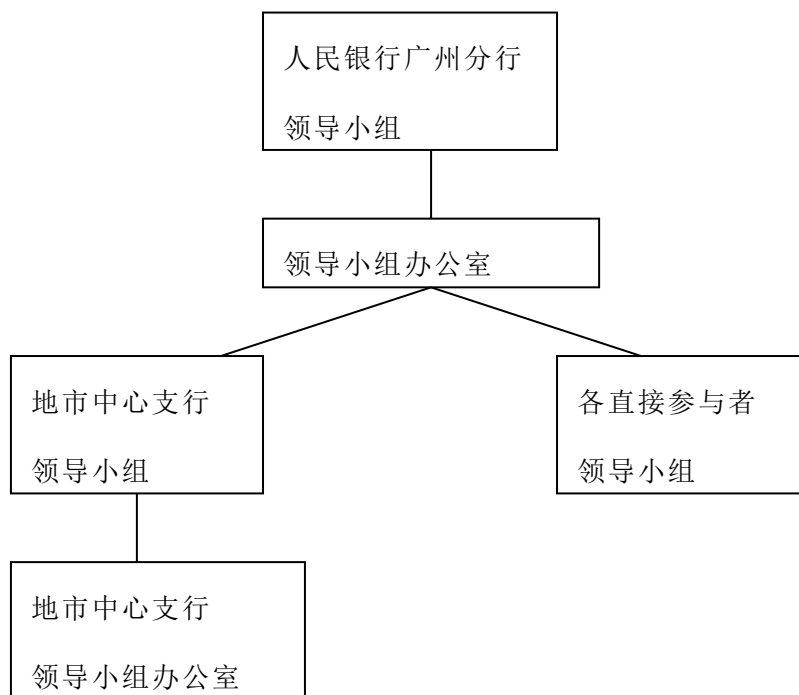 人民银行广州分行
领导小组
领导小组办公室
地市中心支行
领导小组
各直接参与者
领导小组
地市中心支行
领导小组办公室